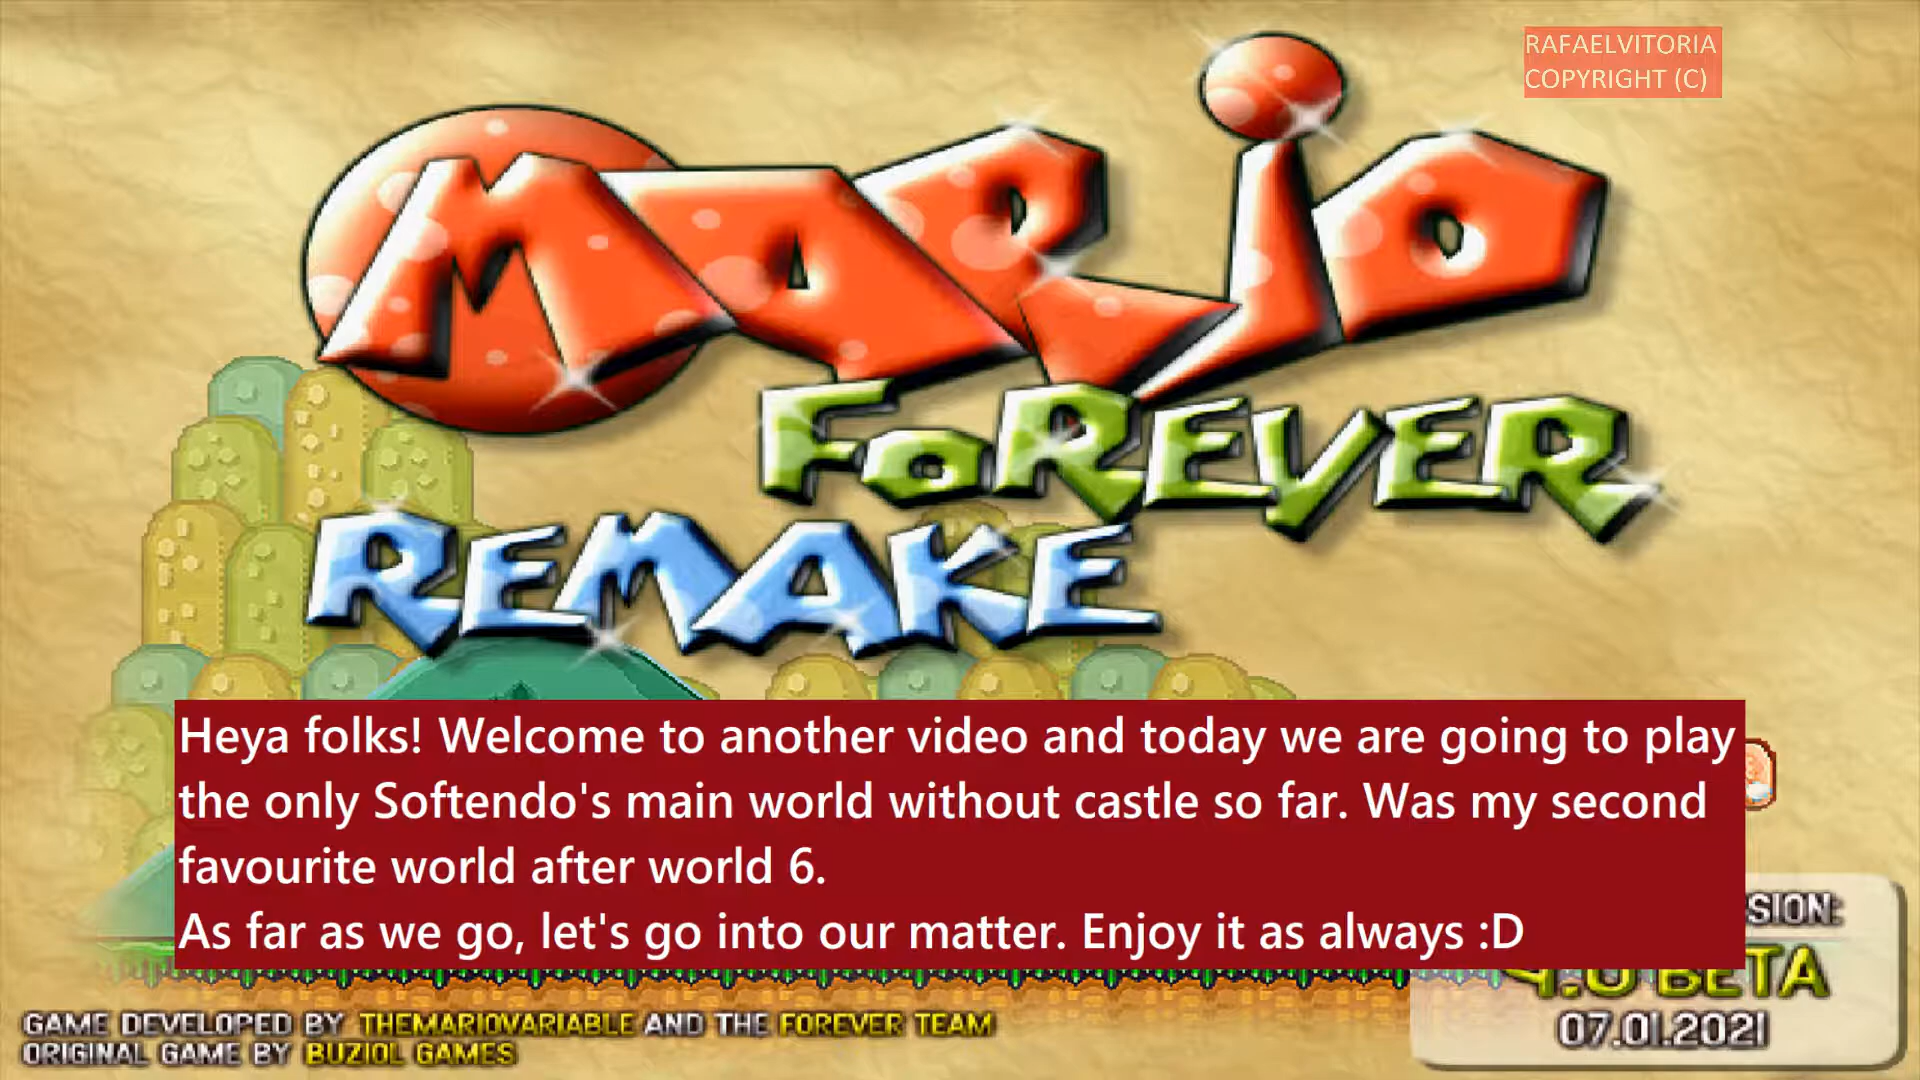 RAFAELVITORIA
COPYRIGHT (C)
MARIO
FOREVER
REMAKE
Heya folks! Welcome to another video and today we are going to play
the only Softendo's main world without castle so far. Was my second
favourite world after world 6.
As far as we go, let's go into our matter. Enjoy it as always :D
SION:
4.0 BETA
07.01.2021
GAME DEVELOPED BY THEMARIOVARIABLE AND THE FOREVER TEAM
ORIGINAL GAME BY BUZIOL GAMES